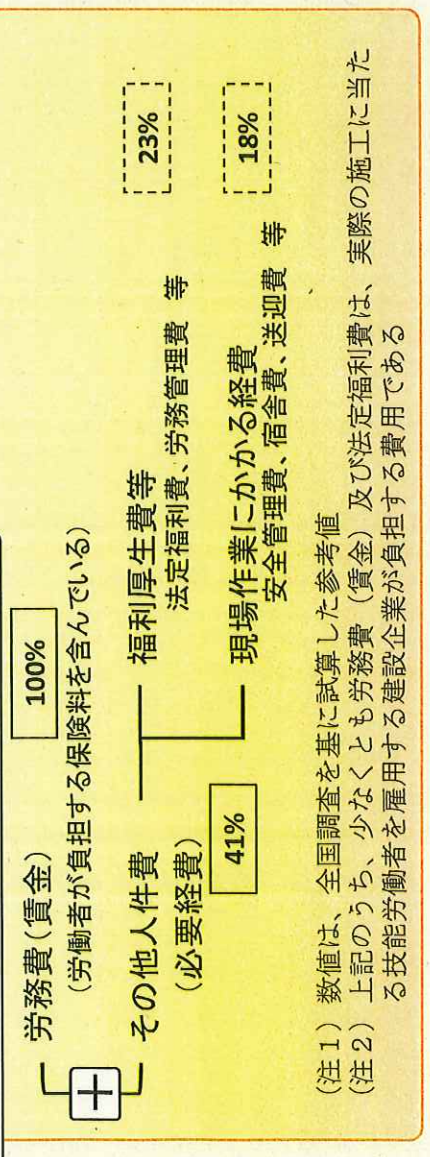 労務費(賃金)
(労働者が負担する保険料を含んでいる)
100%
＋
その他人件費
(必要経費)
41%
福利厚生費等
法定福利費、労務管理費 等
23%
現場作業にかかる経費
安全管理費、宿舎費、送迎費 等
18%
(注１) 数値は、全国調査を基に試算した参考値
(注２) 上記のうち、少なくとも労務費（賃金）及び法定福利費は、実際の施工に当た
る技能労働者を雇用する建設企業が負担する費用である